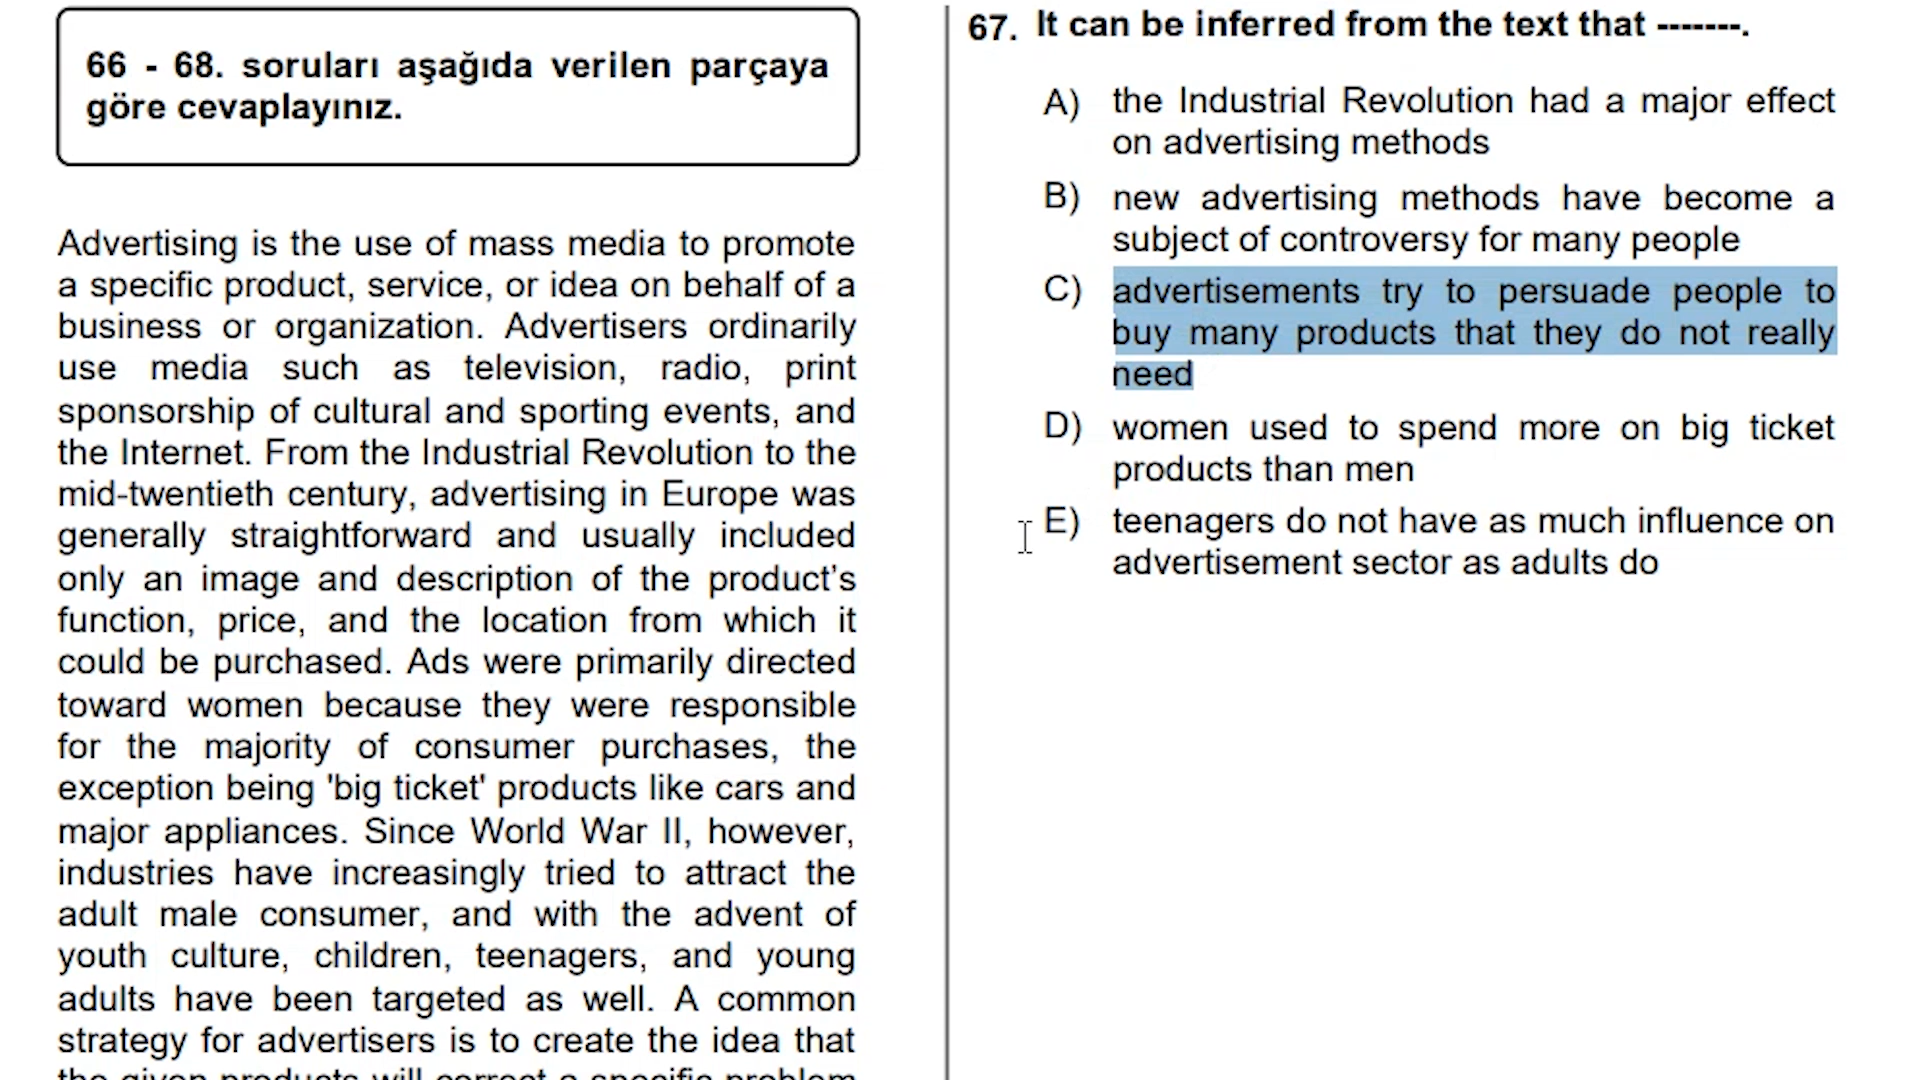 66 - 68. soruları aşağıda verilen parçaya
göre cevaplayınız.
Advertising is the use of mass media to promote
a specific product, service, or idea on behalf of a
business or organization. Advertisers ordinarily
use media such as television, radio, print
sponsorship of cultural and sporting events, and
the Internet. From the Industrial Revolution to the
mid-twentieth century, advertising in Europe was
generally straightforward and usually included
only an image and description of the product’s
function, price, and the location from which it
could be purchased. Ads were primarily directed
toward women because they were responsible
for the majority of consumer purchases, the
exception being 'big ticket' products like cars and
major appliances. Since World War II, however,
industries have increasingly tried to attract the
adult male consumer, and with the advent of
youth culture, children, teenagers, and young
adults have been targeted as well. A common
strategy for advertisers is to create the idea that
the given products will correct a specific problem
67. It can be inferred from the text that -------.
A) the Industrial Revolution had a major effect
on advertising methods
B) new advertising methods have become a
subject of controversy for many people
C) advertisements try to persuade people to
buy many products that they do not really
need
D) women used to spend more on big ticket
products than men
E) teenagers do not have as much influence on
advertisement sector as adults do